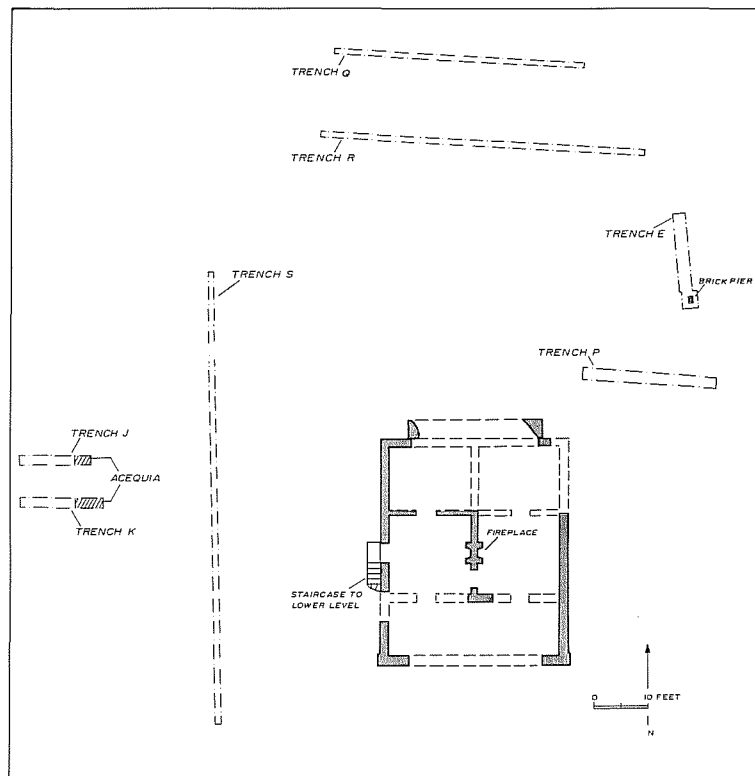 TRENCH Q
TRENCH R
TRENCH E
BRICK PIER
TRENCH S
TRENCH P
TRENCH J
ACEQUIA
TRENCH K
FIREPLACE
STAIRCASE TO
LOWER LEVEL
0 10 FEET
N